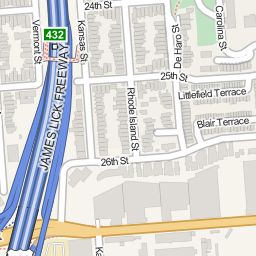 24th St
Carolina St
432
Vermont St
Kansas St
De Haro St
25th St
Rhode Island St
Littlefield Terrace
JAMES LICK FREEWAY
Blair Terrace
26th St
Ka